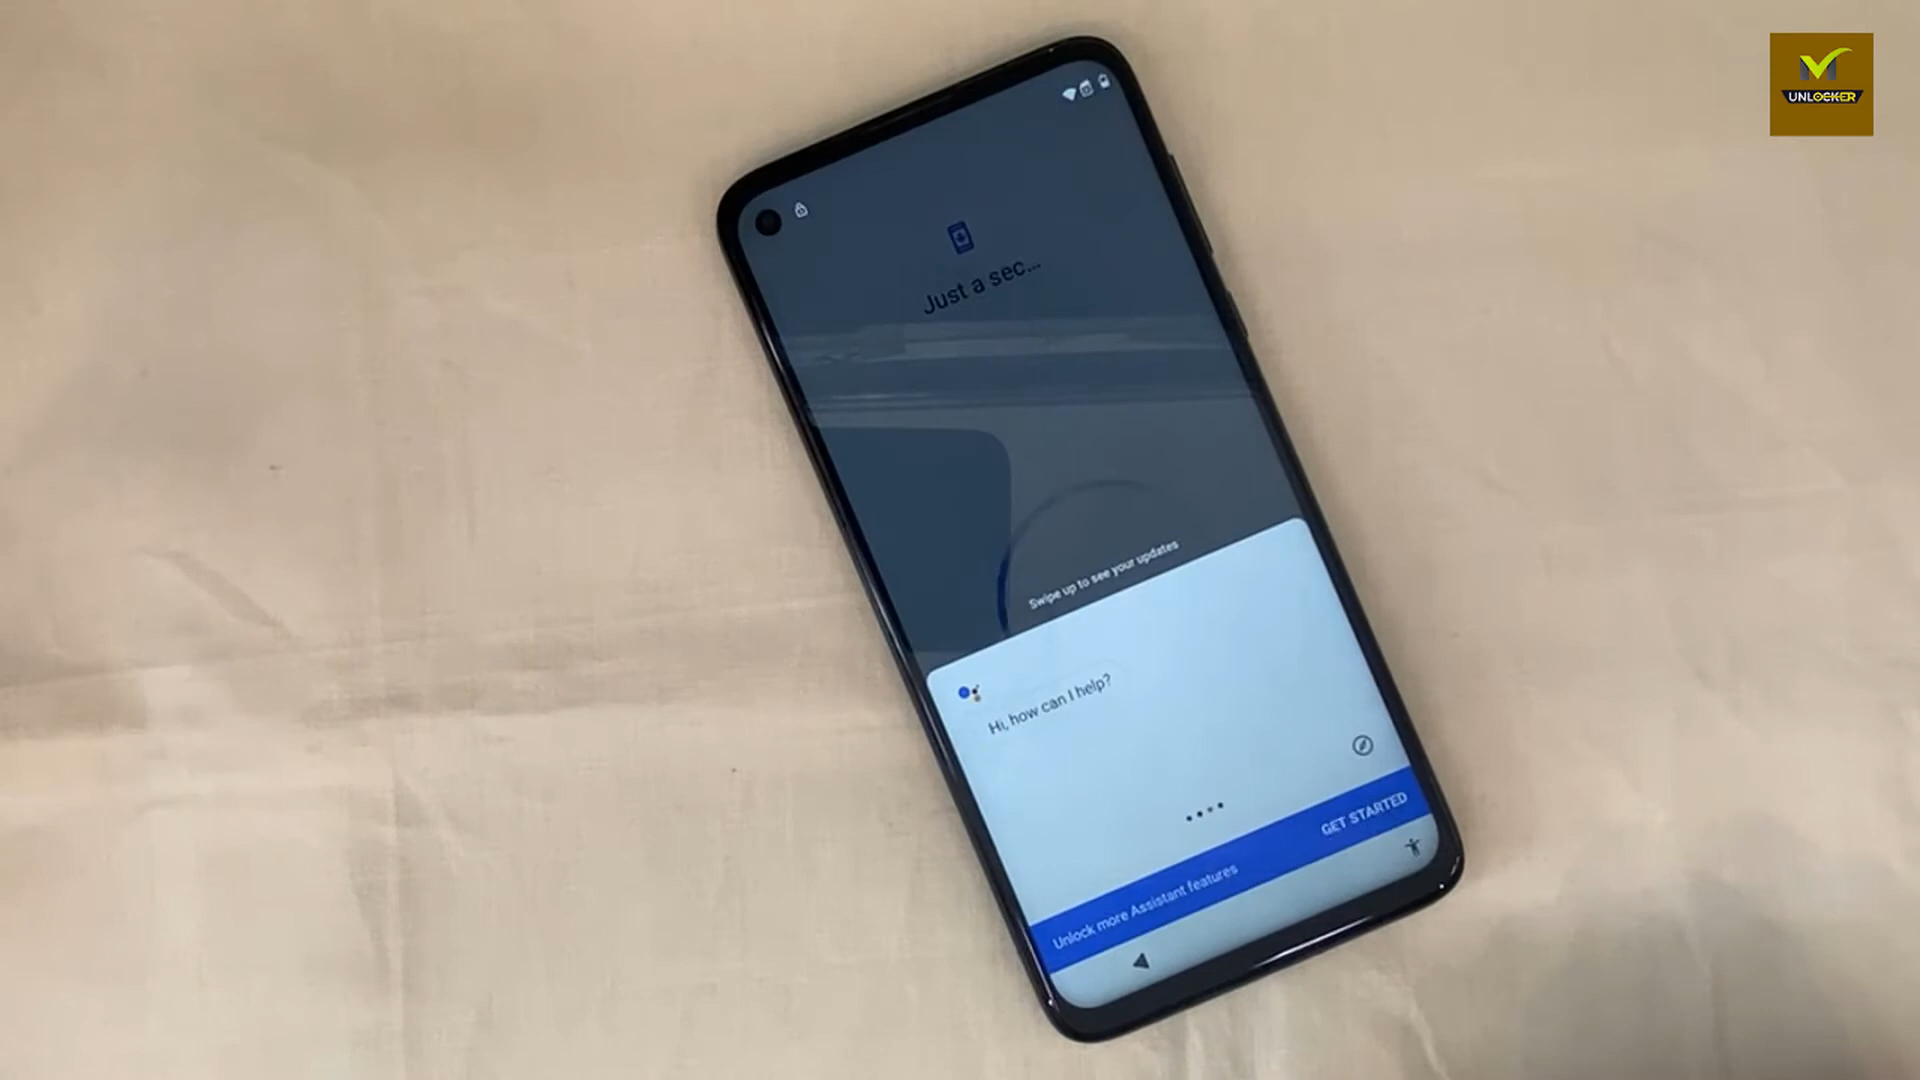 UNLOCKER
Just a sec...
Swipe up to see your updates
Hi, how can I help?
GET STARTED
Unlock more Assistant features